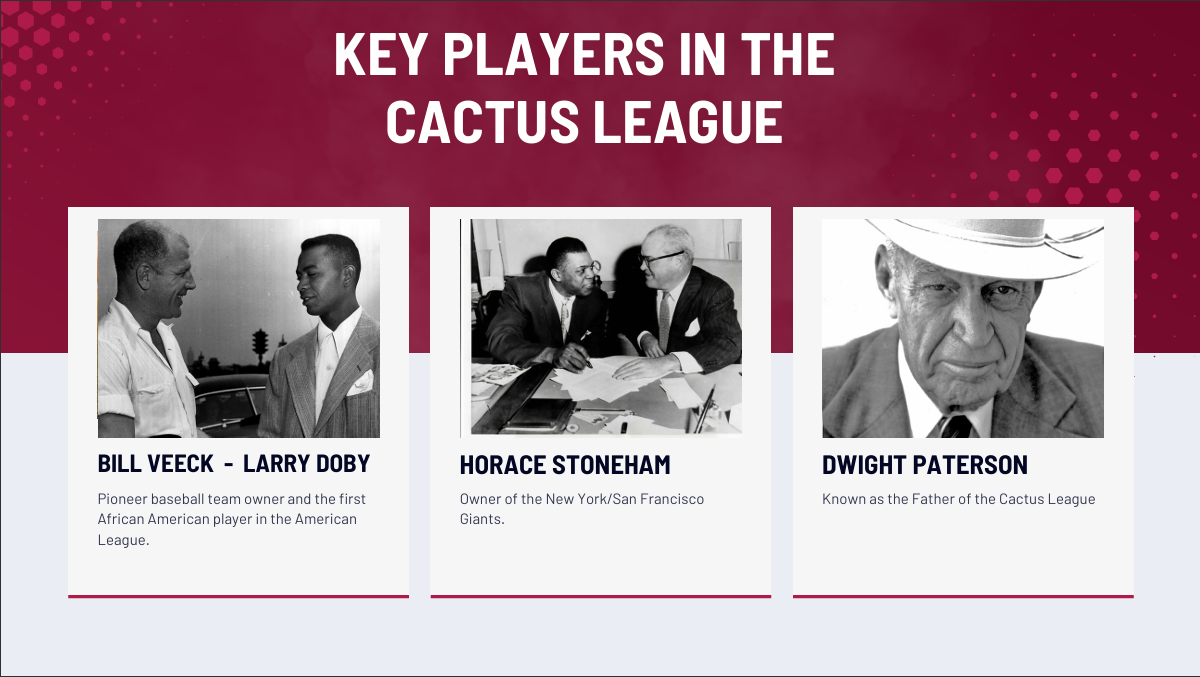 KEY PLAYERS IN THE
CACTUS LEAGUE
BILL VEECK - LARRY DOBY
Pioneer baseball team owner and the first
African American player in the American
League.
HORACE STONEHAM
Owner of the New York/San Francisco
Giants.
DWIGHT PATERSON
Known as the Father of the Cactus League